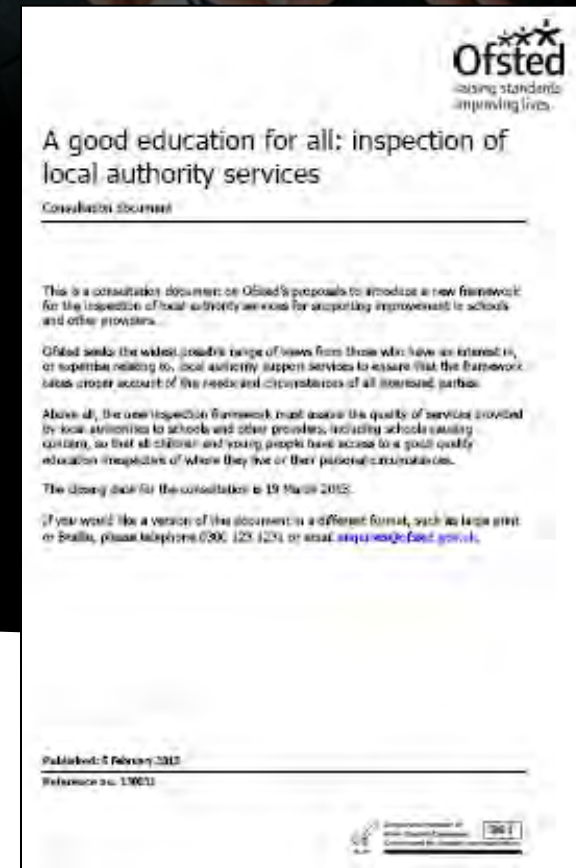 Ofsted
raising standards
improving lives
A good education for all: inspection of
local authority services
Consultation document
This is a consultation document on Ofsted's proposals to introduce a new framework
for the inspection of local authority services for supporting improvement in schools
and other providers.
Ofsted seeks the widest possible range of views from those who have an interest in,
or expertise relating to, local authority support services to ensure that the framework
takes proper account of the needs and circumstances of all interested parties.
Above all, the new inspection framework must assess the quality of services provided
by local authorities to schools and other providers, including schools causing
concern, so that all children and young people have access to a good quality
education irrespective of where they live or their personal circumstances.
The closing date for the consultation is 19 March 2013.
If you would like a version of this document in a different format, such as large print
or Braille, please telephone 0300 123 1231 or email enquiries@ofsted.gov.uk.
Published: 5 February 2013
Reference no.